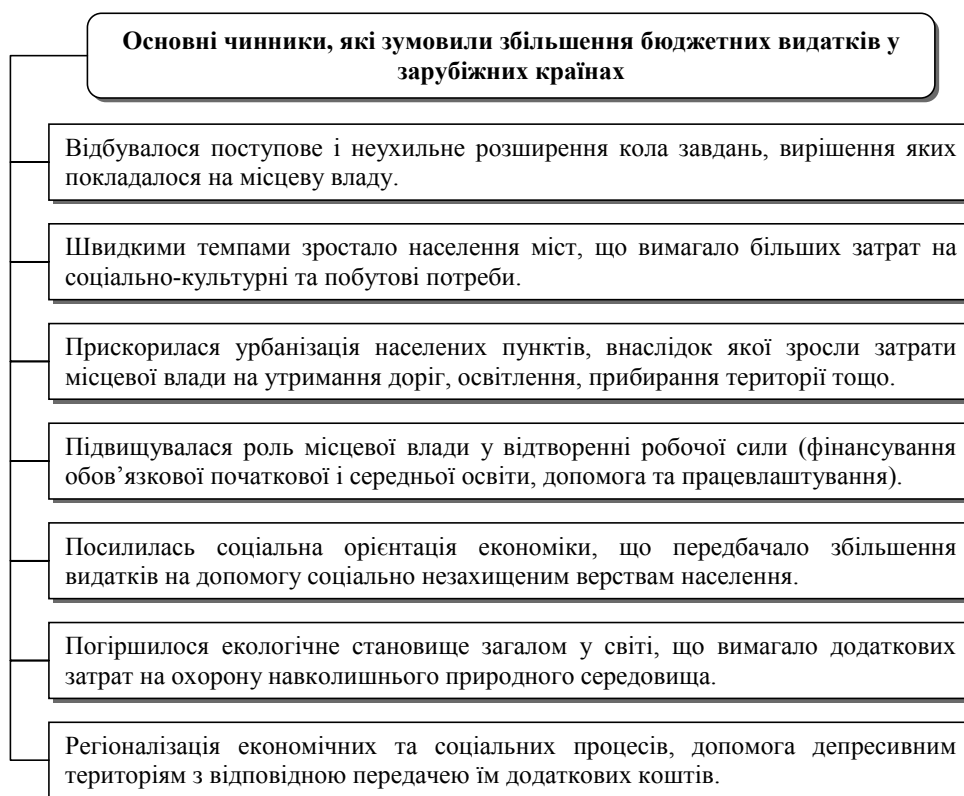 Основні чинники, які зумовили збільшення бюджетних видатків у
зарубіжних країнах
Відбувалося поступове і неухильне розширення кола завдань, вирішення яких
покладалося на місцеву владу.
Швидкими темпами зростало населення міст, що вимагало більших затрат на
соціально-культурні та побутові потреби.
Прискорилася урбанізація населених пунктів, внаслідок якої зросли затрати
місцевої влади на утримання доріг, освітлення, прибирання території тощо.
Підвищувалася роль місцевої влади у відтворенні робочої сили (фінансування
обов’язкової початкової і середньої освіти, допомога та працевлаштування).
Посилилась соціальна орієнтація економіки, що передбачало збільшення
видатків на допомогу соціально незахищеним верствам населення.
Погіршилося екологічне становище загалом у світі, що вимагало додаткових
затрат на охорону навколишнього природного середовища.
Регіоналізація економічних та соціальних процесів, допомога депресивним
територіям з відповідною передачею їм додаткових коштів.